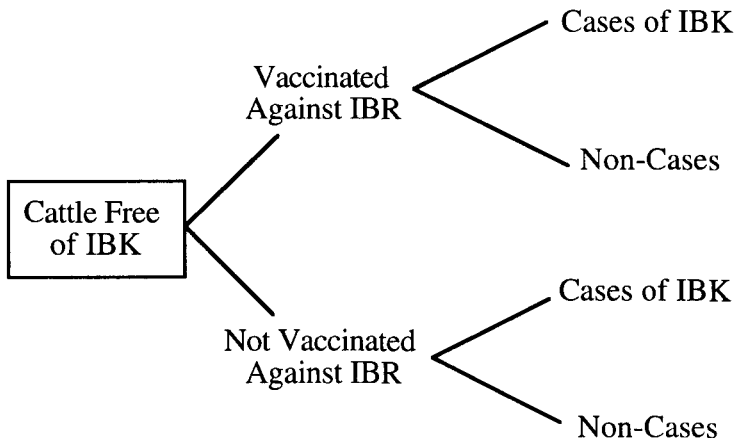 Cattle Free
of IBK
Vaccinated
Against IBR
Cases of IBK
Non-Cases
Not Vaccinated
Against IBR
Cases of IBK
Non-Cases